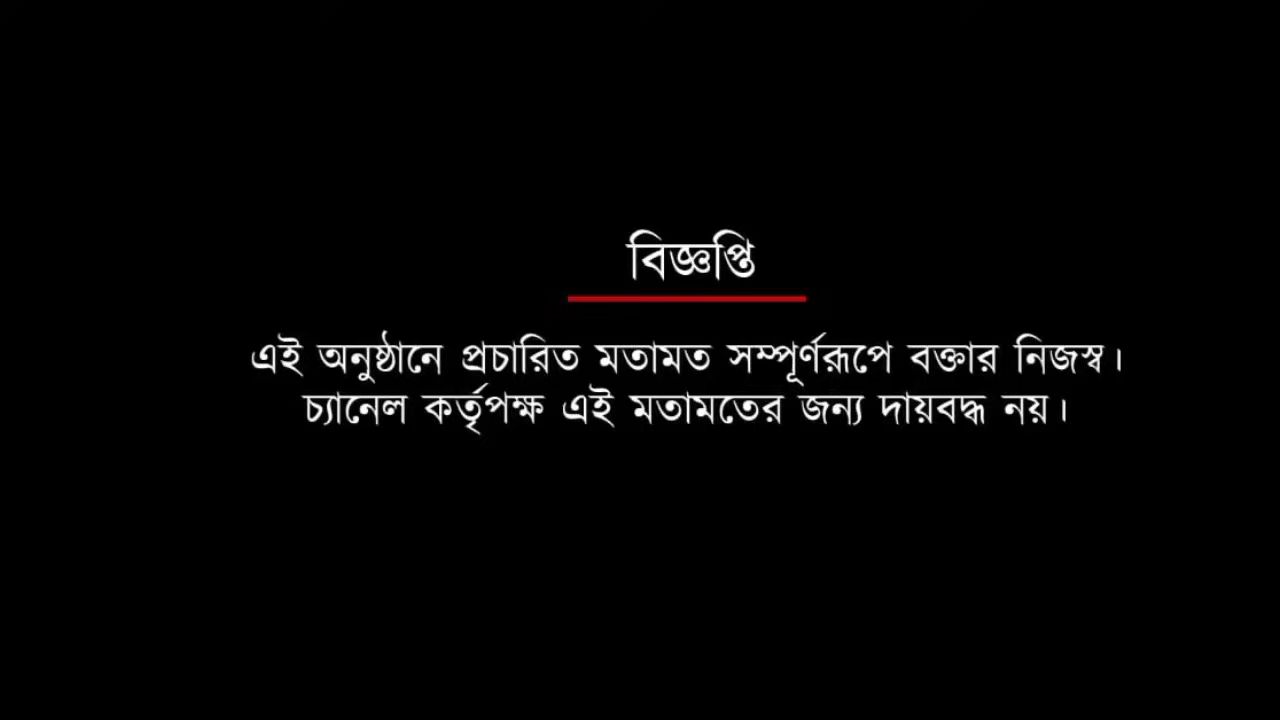 বিজ্ঞপ্তি
এই অনুষ্ঠানে প্রচারিত মতামত সম্পূর্ণরূপে বক্তার নিজস্ব।
চ্যানেল কর্তৃপক্ষ এই মতামতের জন্য দায়বদ্ধ নয়।